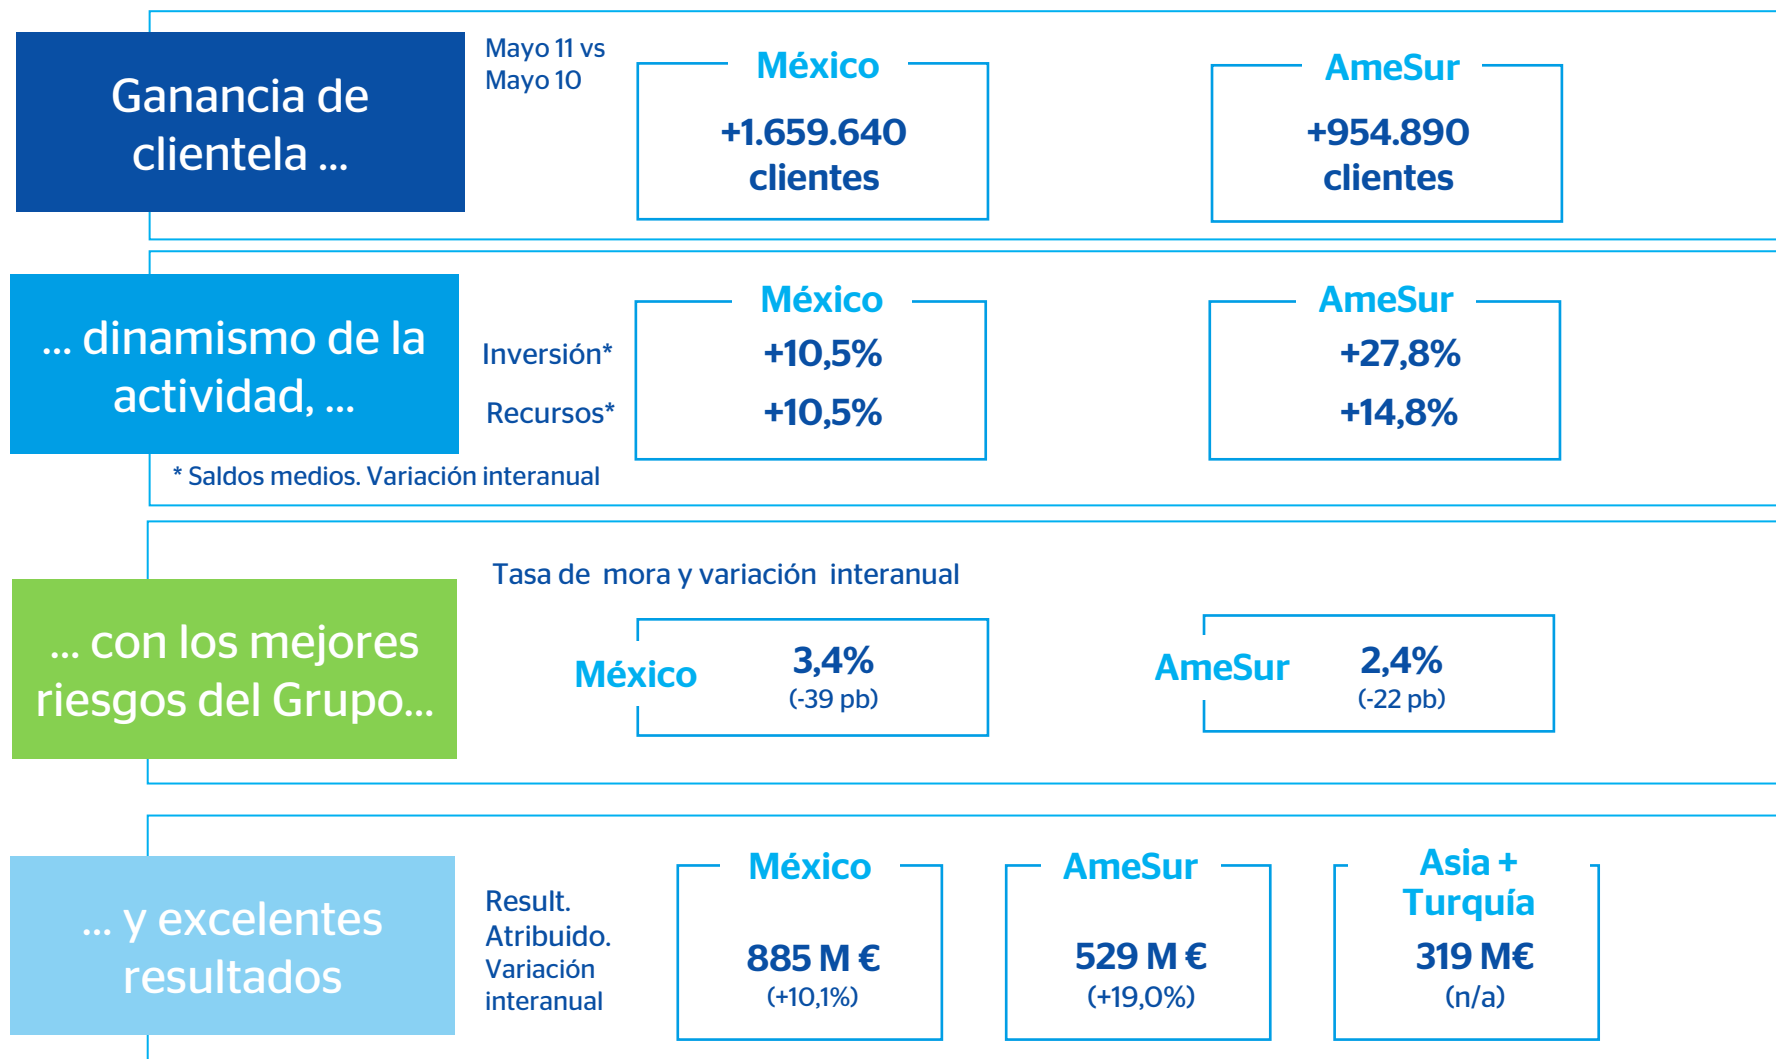 Ganancia de
clientela ...
Mayo 11 vs
Mayo 10
México
+1.659.640
clientes
AmeSur
+954.890
clientes
... dinamismo de la
actividad, ...
México
AmeSur
Inversión*
+10,5%
+27,8%
Recursos*
+10,5%
+14,8%
* Saldos medios. Variación interanual
... con los mejores
riesgos del Grupo...
Tasa de mora y variación interanual
México
3,4%
(-39 pb)
AmeSur
2,4%
(-22 pb)
... y excelentes
resultados
Result.
Atribuido.
Variación
interanual
México
885 M €
(+10,1%)
AmeSur
529 M €
(+19,0%)
Asia +
Turquía
319 M€
(n/a)